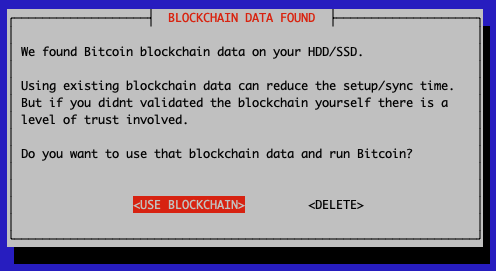 BLOCKCHAIN DATA FOUND
We found Bitcoin blockchain data on your HDD/SSD.
Using existing blockchain data can reduce the setup/sync time.
But if you didnt validated the blockchain yourself there is a
level of trust involved.
Do you want to use that blockchain data and run Bitcoin?
<USE BLOCKCHAIN> <DELETE>